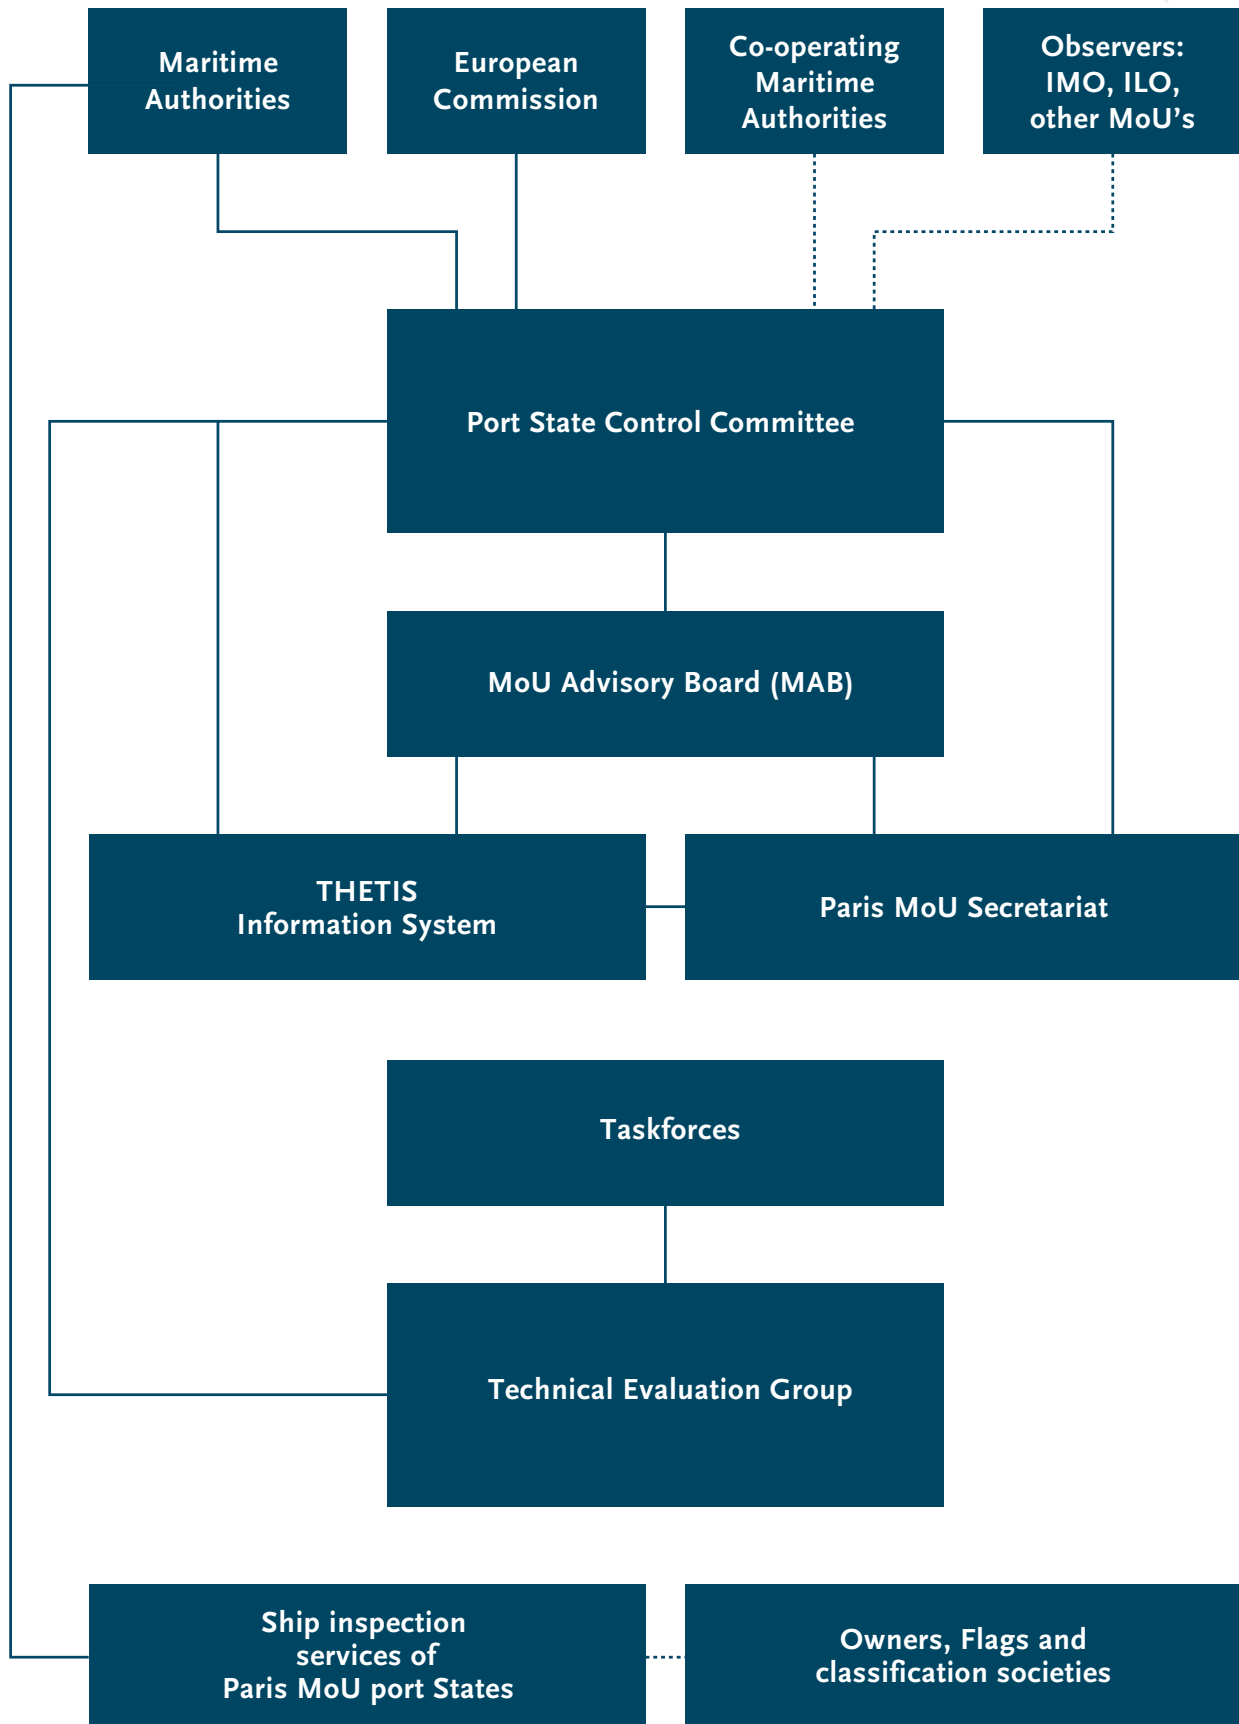 Maritime
Authorities
European
Commission
Co-operating
Maritime
Authorities
Observers:
IMO, ILO,
other MoU's
Port State Control Committee
MoU Advisory Board (MAB)
THETIS
Information System
Paris MoU Secretariat
Taskforces
Technical Evaluation Group
Ship inspection
services of
Paris MoU port States
Owners, Flags and
classification societies